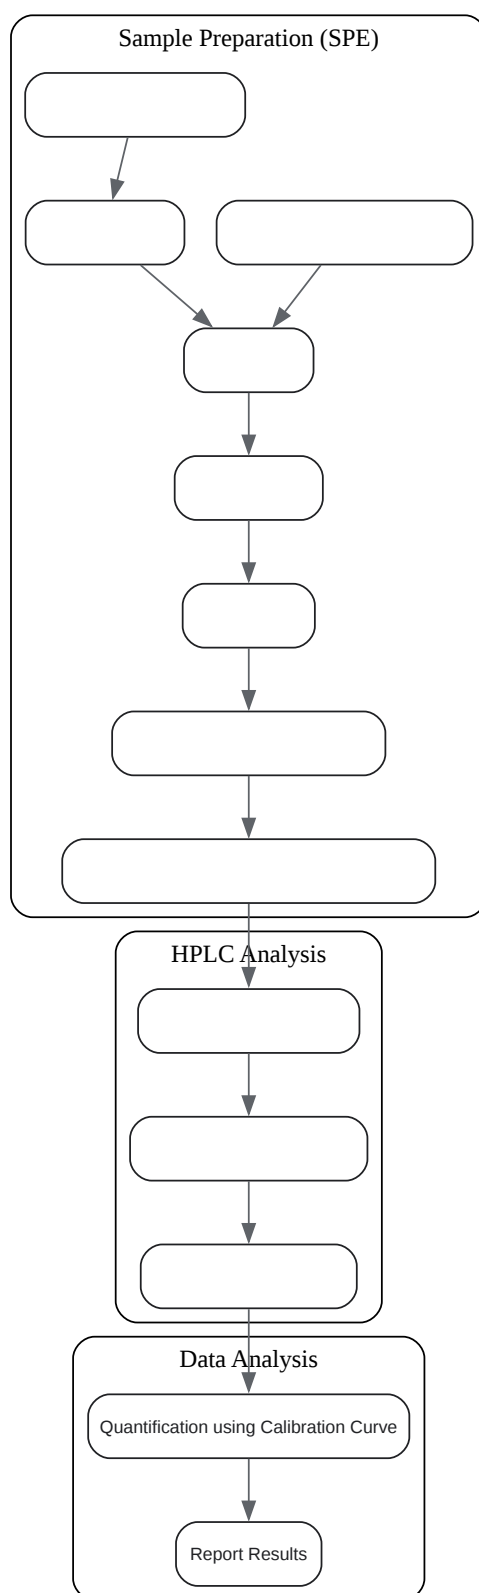 Sample Preparation (SPE)
HPLC Analysis
Data Analysis
Quantification using Calibration Curve
Report Results